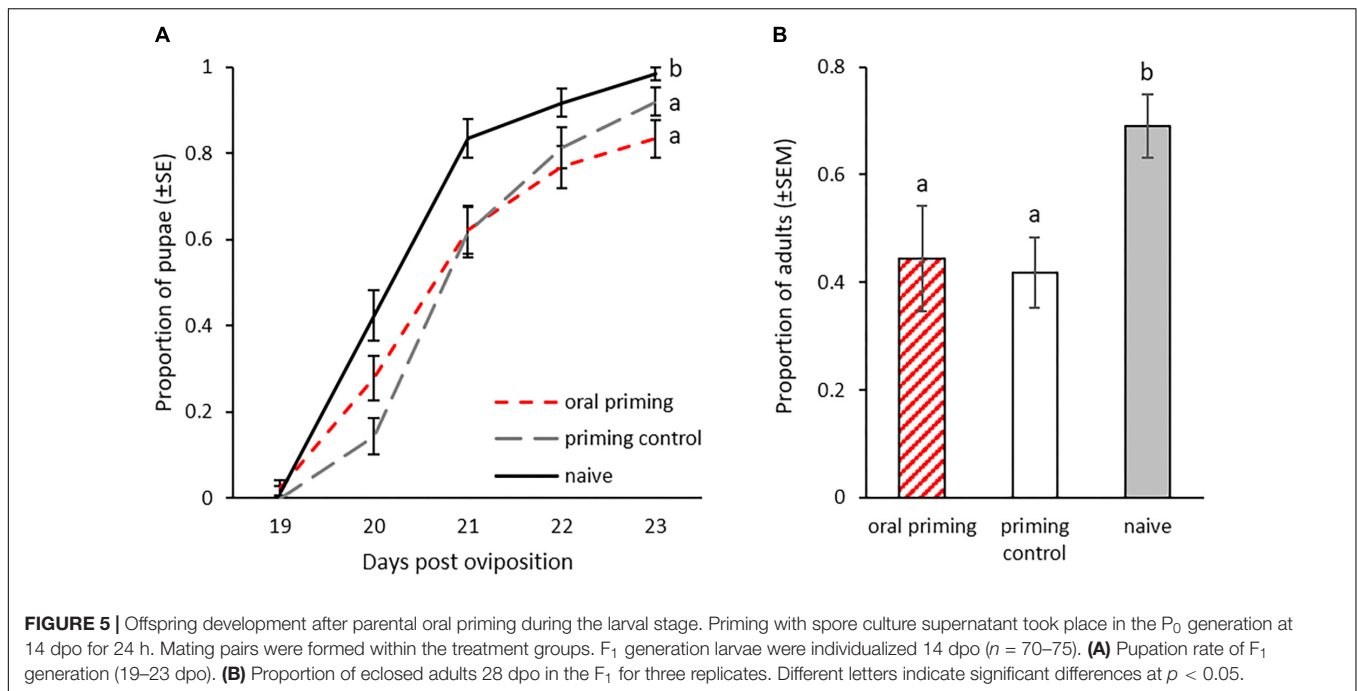 A
B
1
0.8
0.6
0.4
0.2
0
Proportion of pupae (±SE)
b
a
a
oral priming
priming control
naive
19 20 21 22 23
Days post oviposition
0.8
0.6
0.4
0.2
0
Proportion of adults (±SEM)
a
a
b
oral priming
priming
control
naive
FIGURE 5 | Offspring development after parental oral priming during the larval stage. Priming with spore culture supernatant took place in the P0 generation at
14 dpo for 24 h. Mating pairs were formed within the treatment groups. F1 generation larvae were individualized 14 dpo (n = 70–75). (A) Pupation rate of F1
generation (19–23 dpo). (B) Proportion of eclosed adults 28 dpo in the F1 for three replicates. Different letters indicate significant differences at p < 0.05.